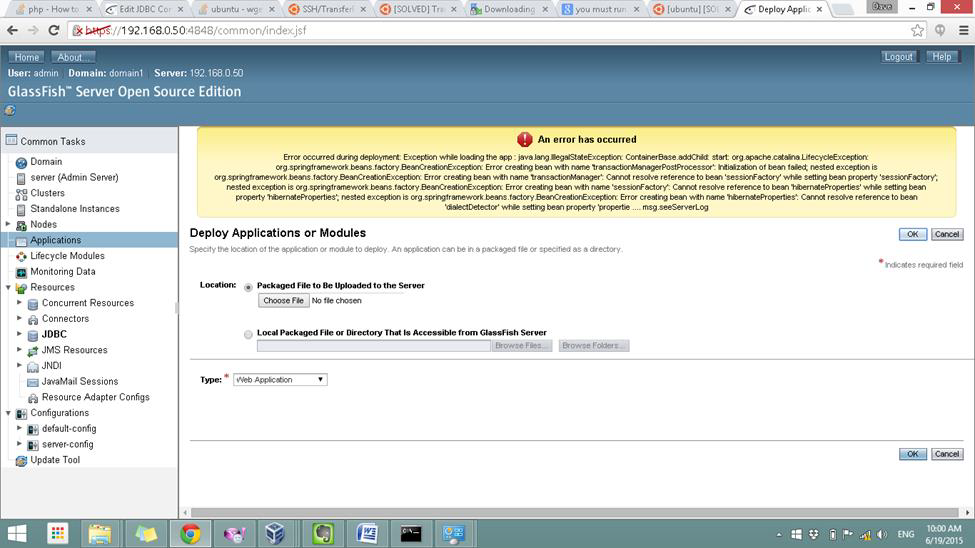 php - How to
Edit JDBC Con
ubuntu - wge
SSH/Transfer
[SOLVED] Tra
Downloading
you must run
[ubuntu] [SO
Deploy Applic
Dave
https://192.168.0.50:4848/common/index.jsf
Home
About...
Logout
Help
User: admin
Domain: domain1
Server: 192.168.0.50
GlassFish™ Server Open Source Edition
Common Tasks
Domain
server (Admin Server)
Clusters
Standalone Instances
Nodes
Applications
Lifecycle Modules
Monitoring Data
Resources
Concurrent Resources
Connectors
JDBC
JMS Resources
JNDI
JavaMail Sessions
Resource Adapter Configs
Configurations
default-config
server-config
Update Tool
An error has occurred
Error occurred during deployment: Exception while loading the app : java.lang.IllegalStateException: ContainerBase.addChild: start: org.apache.catalina.LifecycleException:
org.springframework.beans.factory.BeanCreationException: Error creating bean with name 'transactionManagerPostProcessor': Initialization of bean failed; nested exception is
org.springframework.beans.factory.BeanCreationException: Error creating bean with name 'transactionManager': Cannot resolve reference to bean 'sessionFactory' while setting bean property 'sessionFactory';
nested exception is org.springframework.beans.factory.BeanCreationException: Error creating bean with name 'sessionFactory': Cannot resolve reference to bean 'hibernateProperties' while setting bean
property 'hibernateProperties'; nested exception is org.springframework.beans.factory.BeanCreationException: Error creating bean with name 'hibernateProperties': Cannot resolve reference to bean
'dialectDetector' while setting bean property 'propertie .... msg.seeServerLog
Deploy Applications or Modules
OK
Cancel
Specify the location of the application or module to deploy. An application can be in a packaged file or specified as a directory.
* Indicates required field
Location:
Packaged File to Be Uploaded to the Server
Choose File
No file chosen
Local Packaged File or Directory That Is Accessible from GlassFish Server
Browse Files...
Browse Folders...
Type: *
Web Application
OK
Cancel
ENG
10:00 AM
6/19/2015